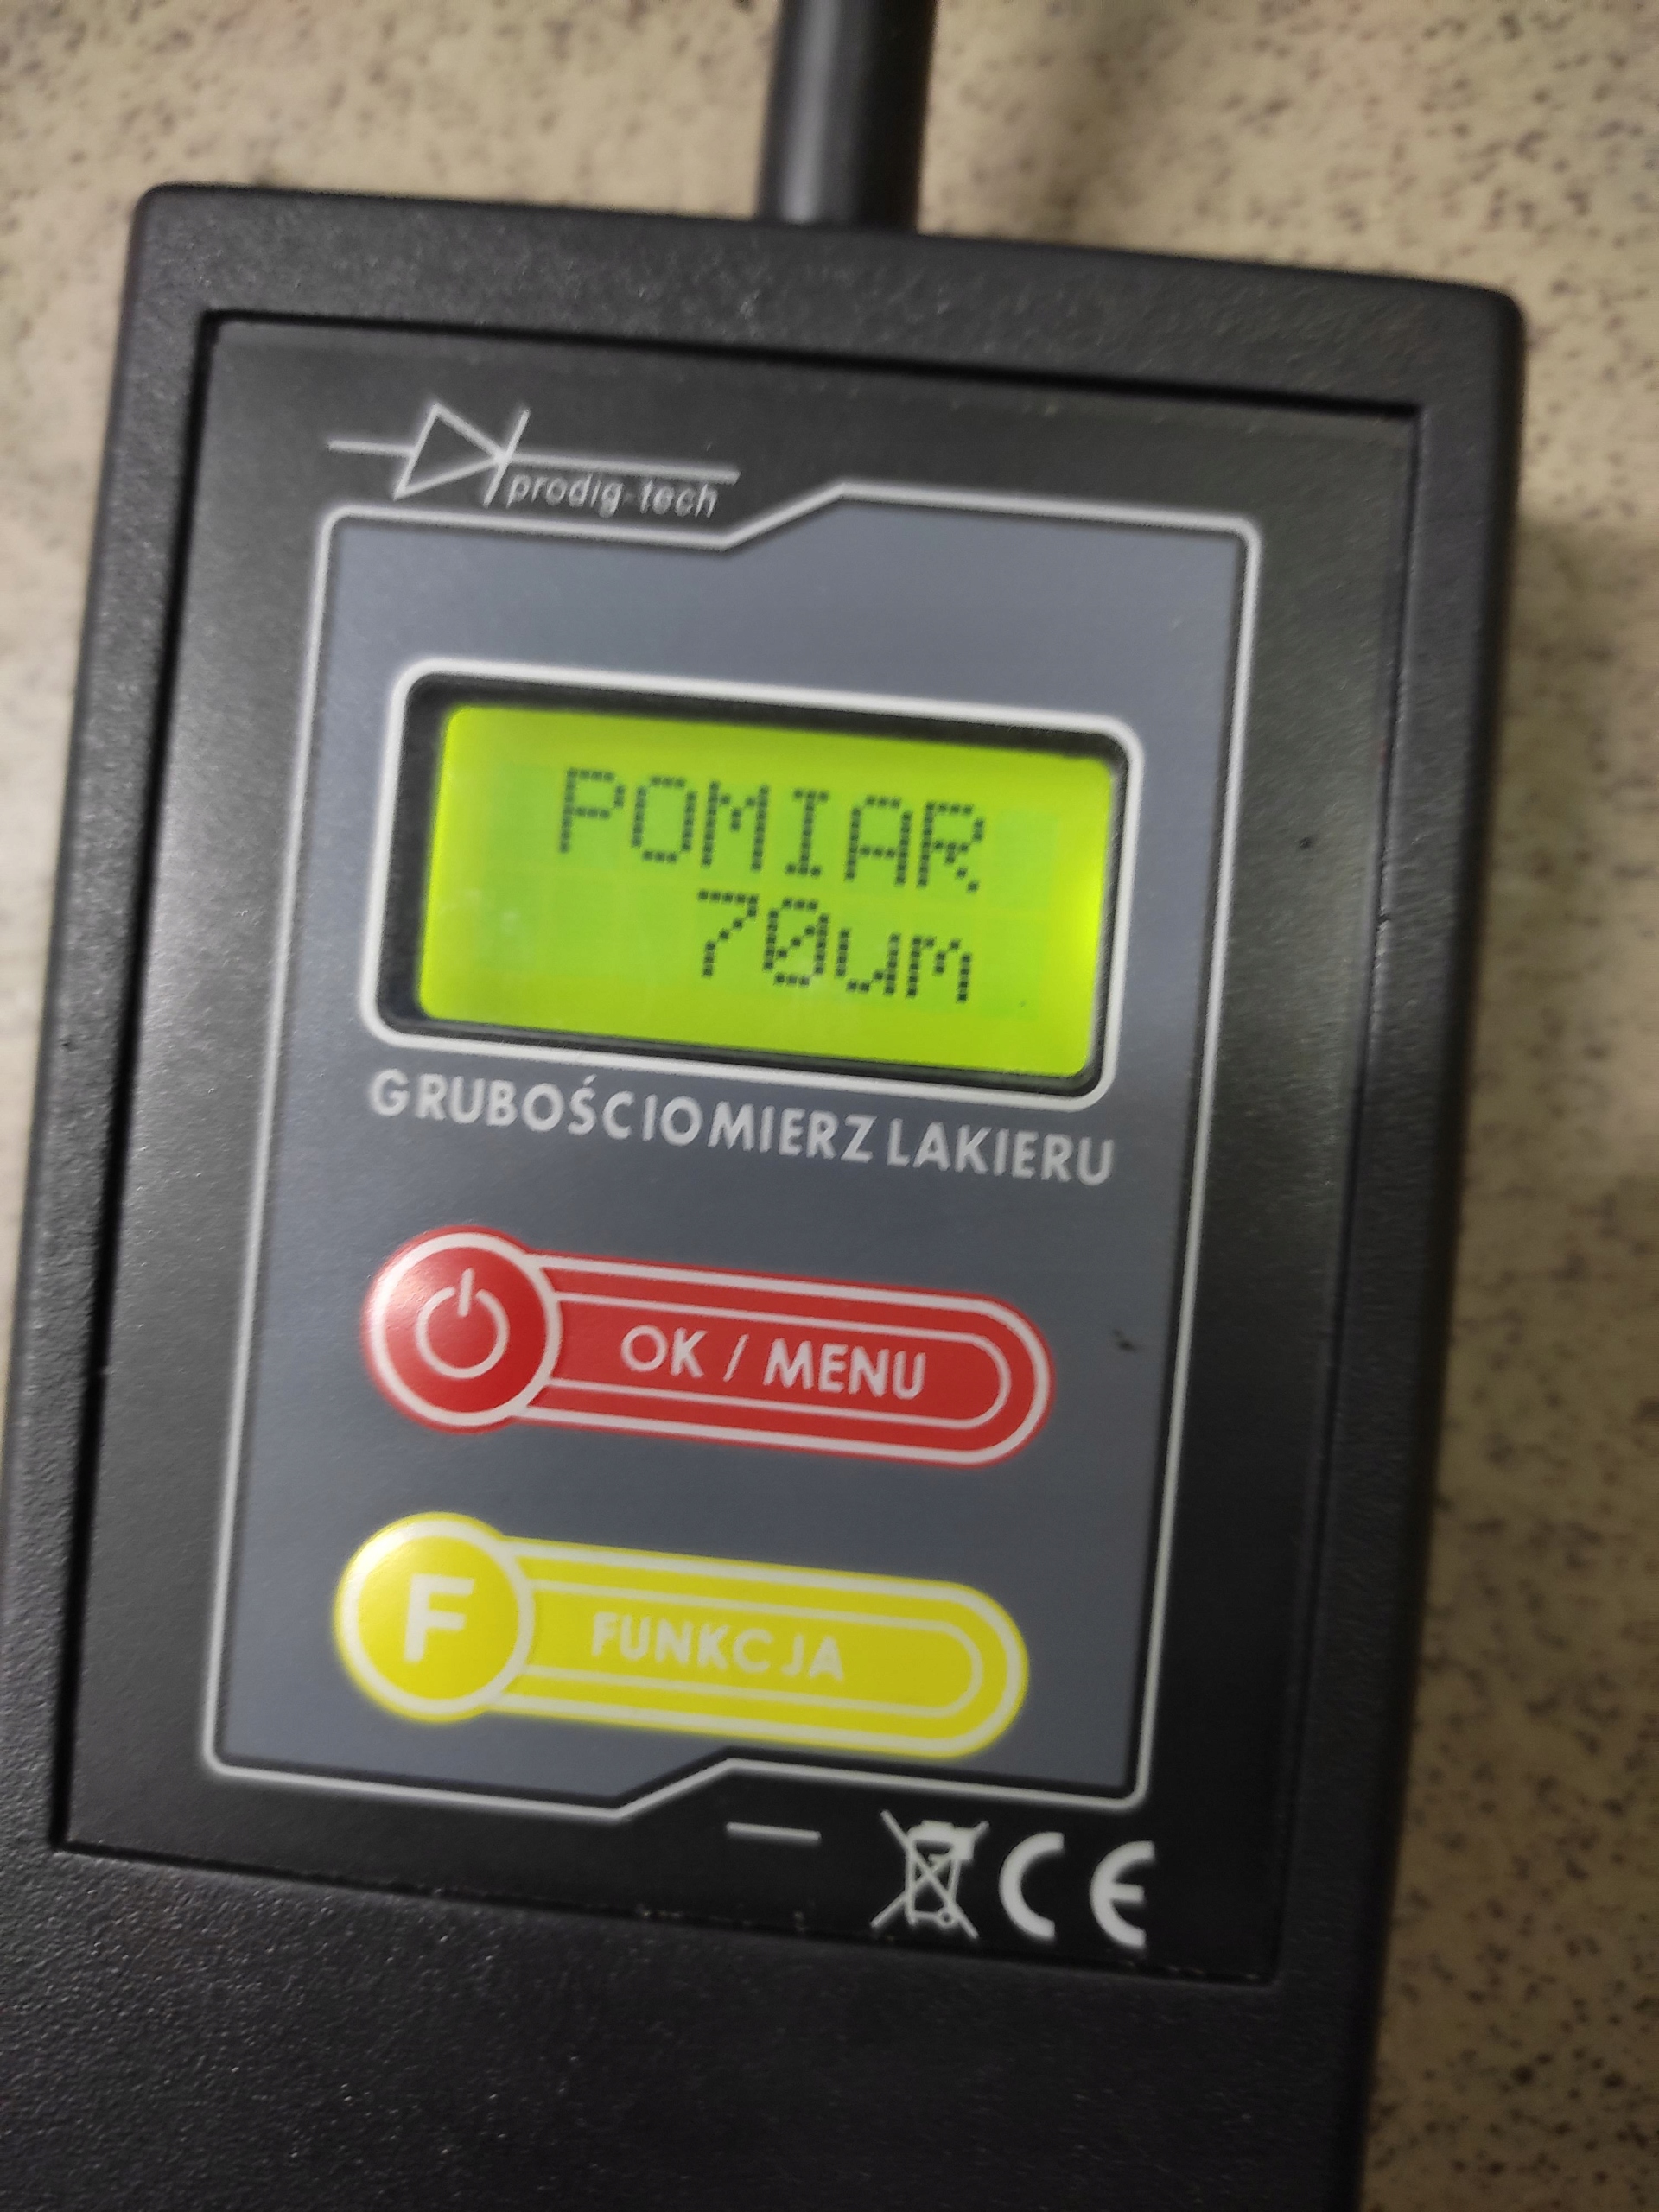 prodig-tech
POMIAR
70um
GRUBOŚCIOMIERZ LAKIERU
OK / MENU
F FUNKCJA
CE